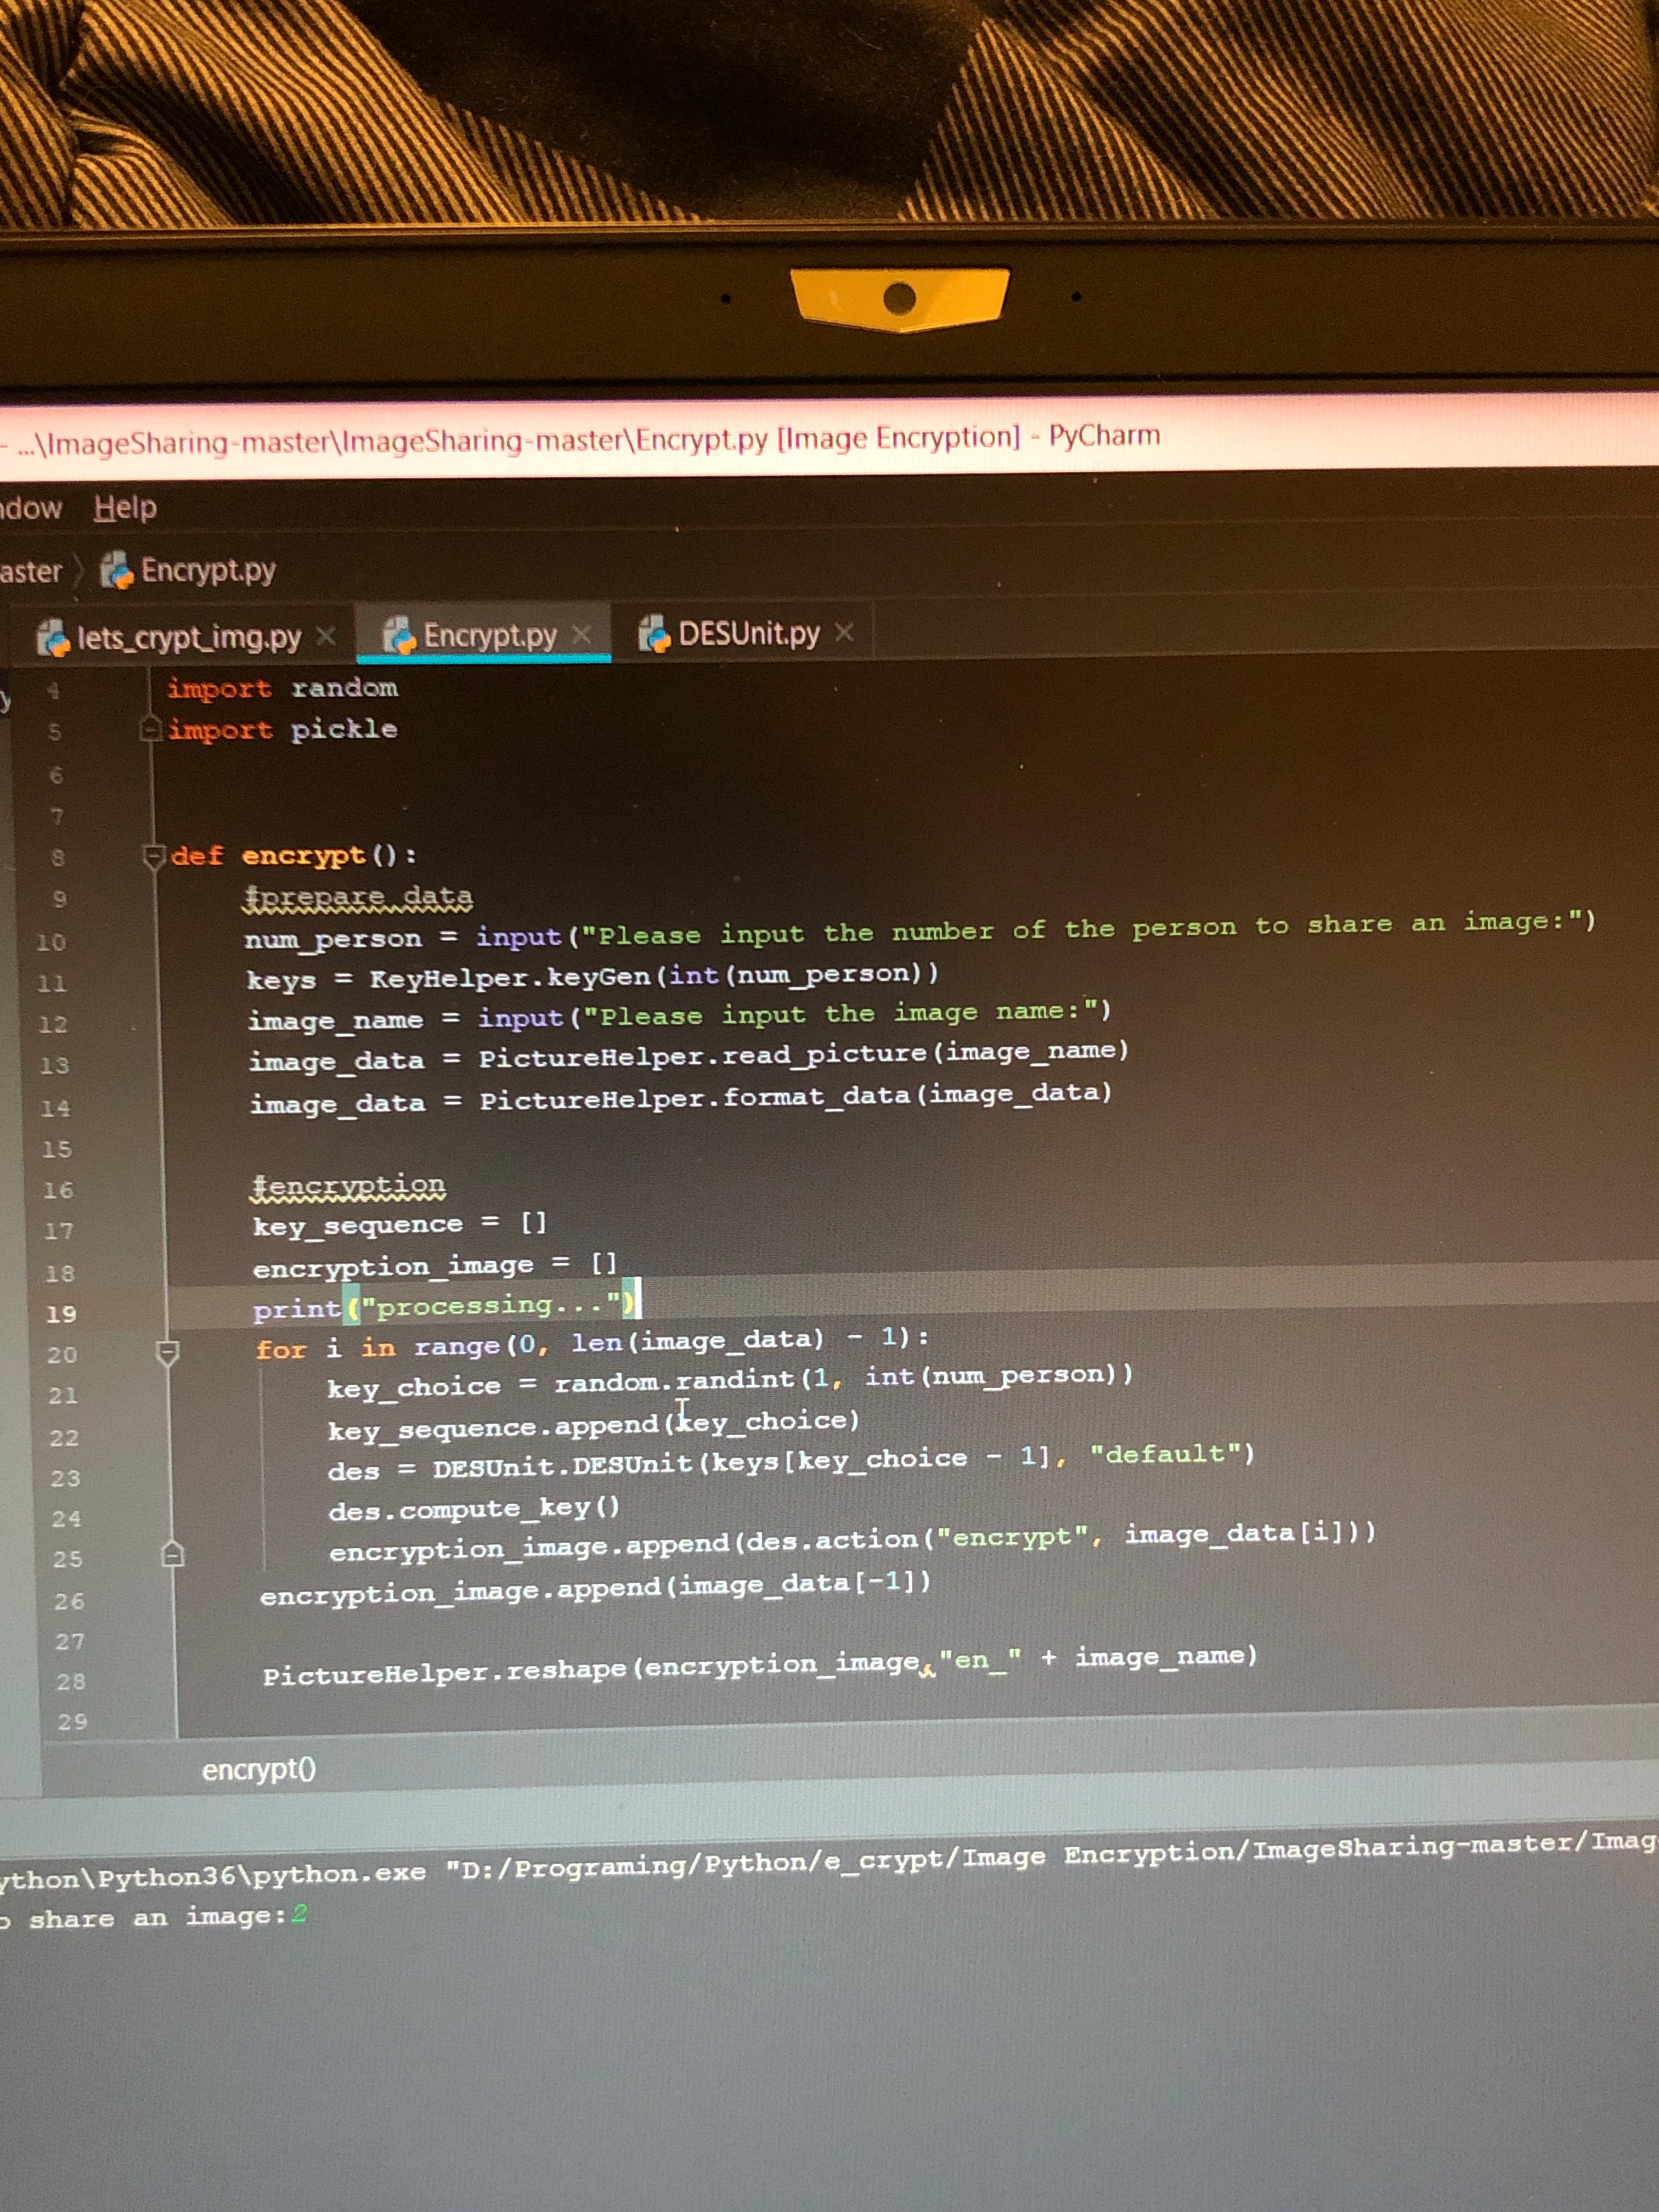 - ...\ImageSharing-master\ImageSharing-master\Encrypt.py [Image Encryption] - PyCharm
Help
Encrypt.py
lets_crypt_img.py × Encrypt.py × DESUnit.py ×
4 import random
5 import pickle
6
7
8 def encrypt():
9 #prepare data
10 num_person = input("Please input the number of the person to share an image:")
11 keys = KeyHelper.keyGen(int(num_person))
12 image_name = input("Please input the image name:")
13 image_data = PictureHelper.read_picture(image_name)
14 image_data = PictureHelper.format_data(image_data)
15
16 #encryption
17 key_sequence = []
18 encryption_image = []
19 print("processing...")
20 for i in range(0, len(image_data) - 1):
21 key_choice = random.randint(1, int(num_person))
22 key_sequence.append(key_choice)
23 des = DESUnit.DESUnit(keys[key_choice - 1], "default")
24 des.compute_key()
25 encryption_image.append(des.action("encrypt", image_data[i]))
26 encryption_image.append(image_data[-1])
27
28 PictureHelper.reshape(encryption_image,"en_" + image_name)
29
encrypt()
ython\Python36\python.exe "D:/Programing/Python/e_crypt/Image Encryption/ImageSharing-master/Imag
share an image:2